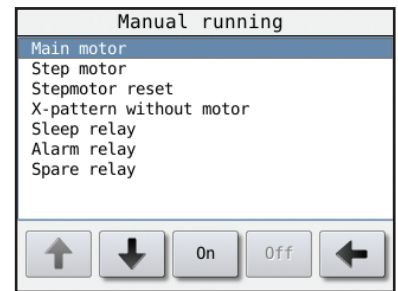 Manual running
Main motor
Step motor
Stepmotor reset
X-pattern without motor
Sleep relay
Alarm relay
Spare relay
On Off